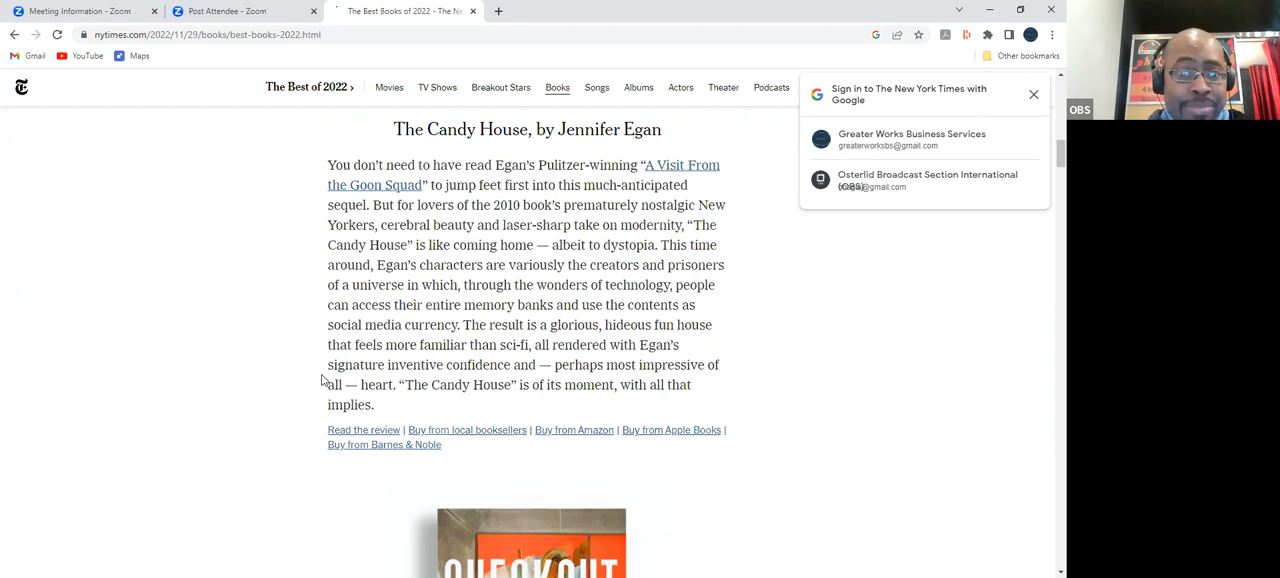 Meeting Information - Zoom
Post Attendee - Zoom
The Best Books of 2022 - The Ne
nytimes.com/2022/11/29/books/best-books-2022.html
Gmail
YouTube
Maps
Other bookmarks
The Best of 2022 ›
Movies
TV Shows
Breakout Stars
Books
Songs
Albums
Actors
Theater
Podcasts
Sign in to The New York Times with
Google
Greater Works Business Services
greaterworksbs@gmail.com
Osterlid Broadcast Section International
(OBS)
@gmail.com
OBS
The Candy House, by Jennifer Egan
You don’t need to have read Egan’s Pulitzer-winning “A Visit From
the Goon Squad” to jump feet first into this much-anticipated
sequel. But for lovers of the 2010 book’s prematurely nostalgic New
Yorkers, cerebral beauty and laser-sharp take on modernity, “The
Candy House” is like coming home — albeit to dystopia. This time
around, Egan’s characters are variously the creators and prisoners
of a universe in which, through the wonders of technology, people
can access their entire memory banks and use the contents as
social media currency. The result is a glorious, hideous fun house
that feels more familiar than sci-fi, all rendered with Egan’s
signature inventive confidence and — perhaps most impressive of
all — heart. “The Candy House” is of its moment, with all that
implies.
Read the review | Buy from local booksellers | Buy from Amazon | Buy from Apple Books |
Buy from Barnes & Noble
CHECKOUT